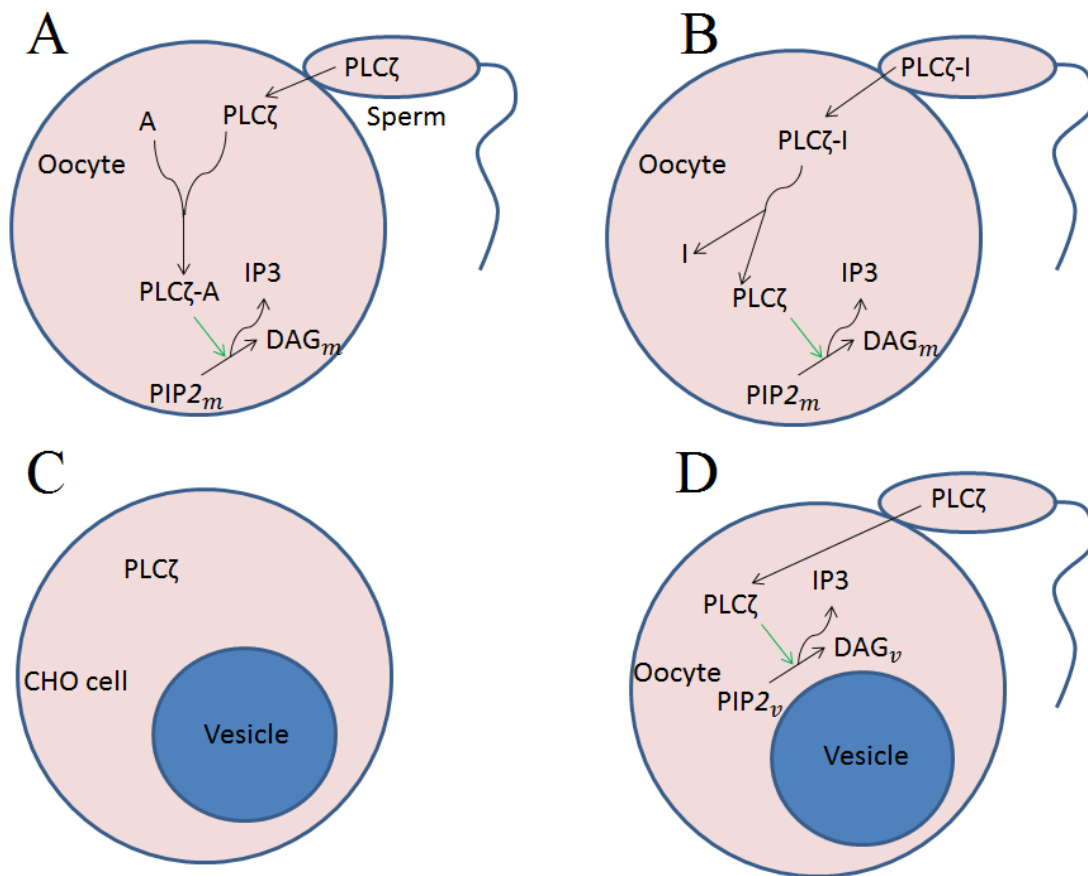 A
PLCζ
Sperm
A
PLCζ
Oocyte
PLCζ-A
IP3
DAGm
PIP2m
B
PLCζ-I
PLCζ-I
Oocyte
I
PLCζ
IP3
DAGm
PIP2m
C
PLCζ
CHO cell
Vesicle
D
PLCζ
PLCζ
IP3
Oocyte
DAGv
PIP2v
Vesicle